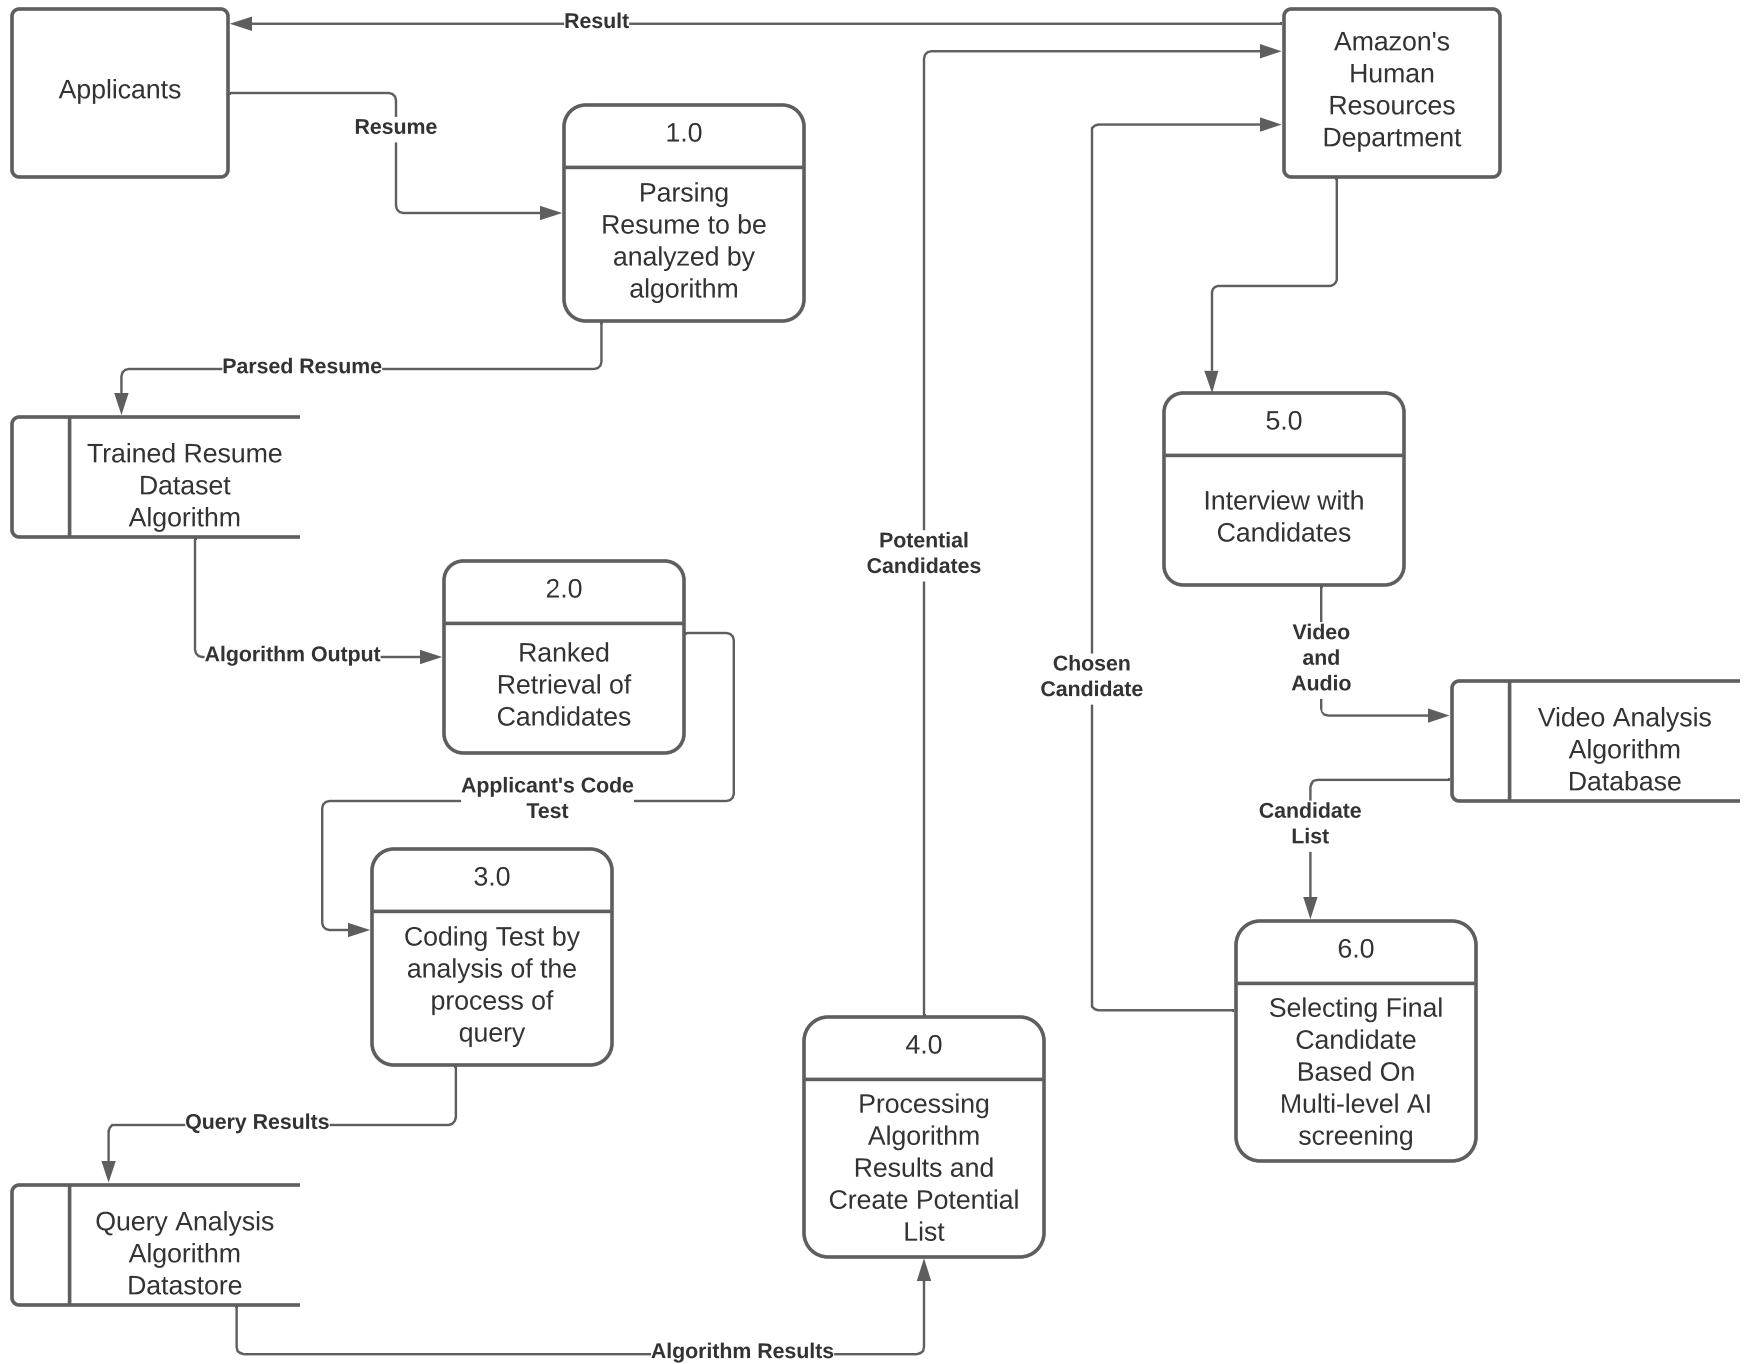 Result
Applicants
Amazon's
Human
Resources
Department
Resume
1.0
Parsing
Resume to be
analyzed by
algorithm
Parsed Resume
Trained Resume
Dataset
Algorithm
Algorithm Output
2.0
Ranked
Retrieval of
Candidates
Applicant's Code
Test
3.0
Coding Test by
analysis of the
process of
query
Query Results
Query Analysis
Algorithm
Datastore
Algorithm Results
4.0
Processing
Algorithm
Results and
Create Potential
List
Potential
Candidates
5.0
Interview with
Candidates
Video
and
Audio
Video Analysis
Algorithm
Database
Candidate
List
6.0
Selecting Final
Candidate
Based On
Multi-level AI
screening
Chosen
Candidate